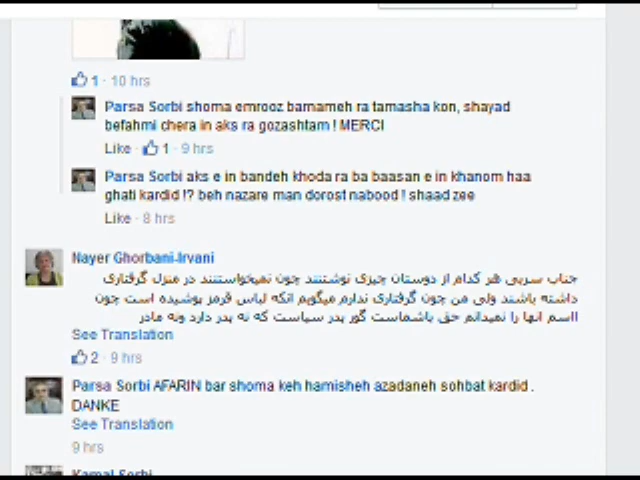 1 · 10 hrs
Parsa Sorbi shoma emrooz barnameh ra tamasha kon, shayad
befahmi chera in aks ra gozashtam ! MERCI
Like · 1 · 9 hrs
Parsa Sorbi aks e in bandeh khoda ra ba baasan e in khanom haa
ghati kardid !? beh nazare man dorost nabood ! shaad zee
Like · 8 hrs
Nayer Ghorbani-Irvani
جناب سربی هر کدام از دوستان چیزی نوشتنند چون نمیخواستنند در منزل گرفتاری
داشته باشند ولی من چون گرفتاری ندارم میگویم انکه لباس قرمز پوشیده است چون
ااسم انها را نمیدانم حق باشماست گور پدر سیاست که نه پدر دارد ونه مادر
See Translation
2 · 9 hrs
Parsa Sorbi AFARIN bar shoma keh hamisheh azadaneh sohbat kardid .
DANKE
See Translation
9 hrs
Kamal Sorbi